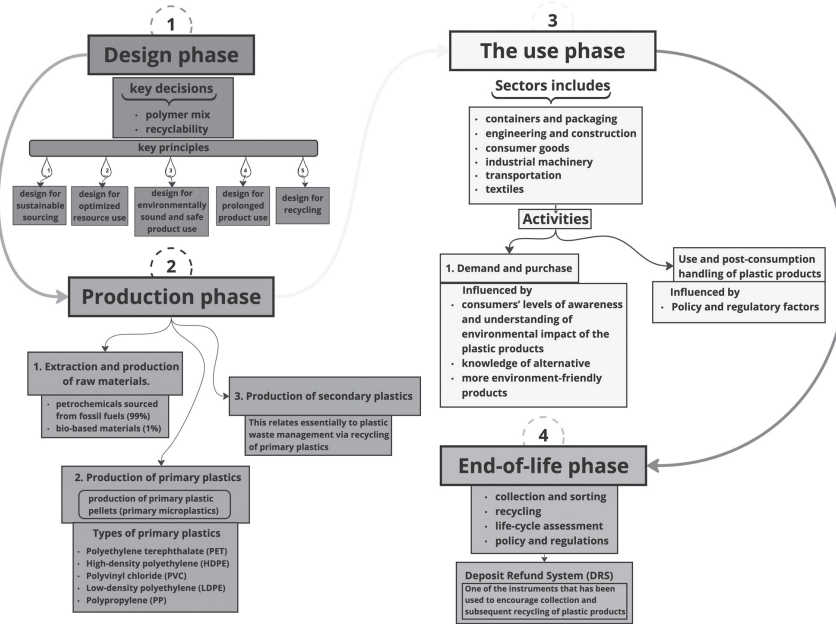 1
Design phase
key decisions
· polymer mix
· recyclability
key principles
1
2
3
4
5
design for
sustainable
sourcing
design for
optimized
resource use
design for
environmentally
sound and safe
product use
design for
prolonged
product use
design for
recycling
2
Production phase
1. Extraction and production
of raw materials.
· petrochemicals sourced
from fossil fuels (99%)
· bio-based materials (1%)
3. Production of secondary plastics
This relates essentially to plastic
waste management via recycling
of primary plastics
2. Production of primary plastics
production of primary plastic
pellets (primary microplastics)
Types of primary plastics
· Polyethylene terephthalate (PET)
· High-density polyethylene (HDPE)
· Polyvinyl chloride (PVC)
· Low-density polyethylene (LDPE)
· Polypropylene (PP)
3
The use phase
Sectors includes
· containers and packaging
· engineering and construction
· consumer goods
· industrial machinery
· transportation
· textiles
Activities
1. Demand and purchase
Influenced by
· consumers' levels of awareness
and understanding of
environmental impact of the
plastic products
· knowledge of alternative
· more environment-friendly
products
Use and post-consumption
handling of plastic products
Influenced by
· Policy and regulatory factors
4
End-of-life phase
· collection and sorting
· recycling
· life-cycle assessment
· policy and regulations
Deposit Refund System (DRS)
One of the instruments that has been
used to encourage collection and
subsequent recycling of plastic products